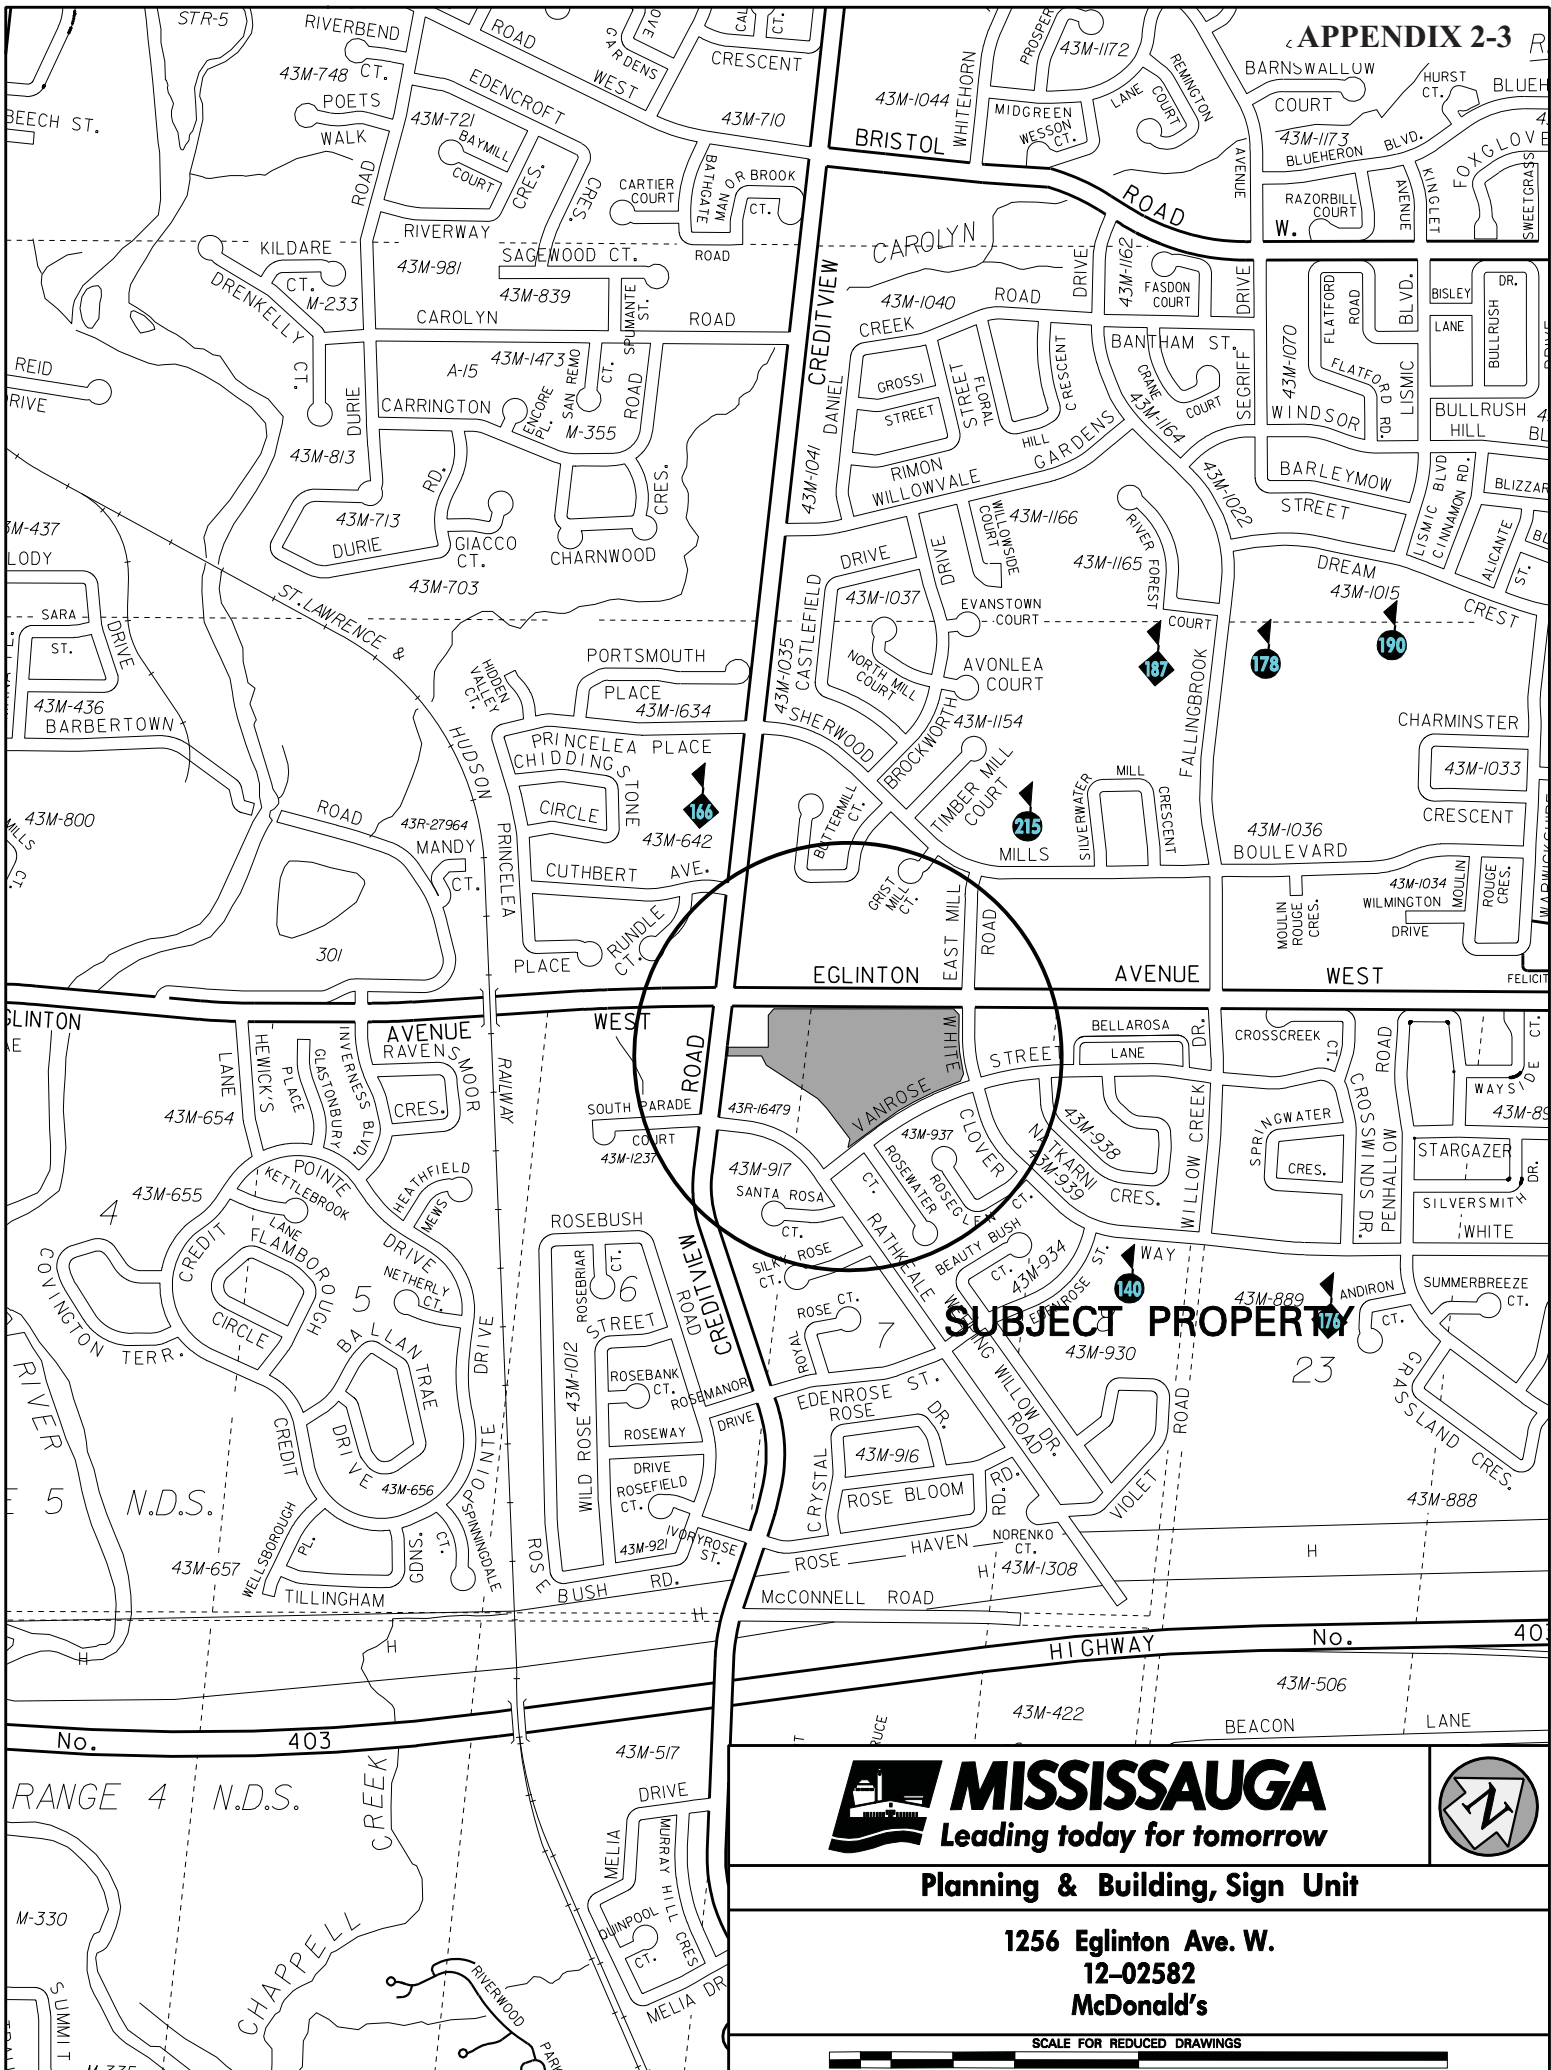 APPENDIX 2-3
STR-5
RIVERBEND
CT.
ROAD
GARDENS
WEST
CRESCENT
CT.
43M-1172
REMINGTON
COURT
BARNSWALLOW
COURT
HURST
CT.
43M-748
POETS
WALK
EDENCROFT
CRES.
43M-721
BAYMILL
COURT
CRES.
43M-710
43M-1044
WHITEHORN
MIDGREEN
LANE
WESSON
CT.
BRISTOL
ROAD
W.
43M-1173
BLUEHERON BLVD.
FOXGLOVE
SWEETGRASS
KINGLET
AVENUE
RAZORBILL
COURT
AVENUE
BEECH ST.
ROAD
RIVERWAY
CARTIER
COURT
BATHGATE
BROOK
CT.
ROAD
KILDARE
CT.
DRENKELLY
CT.
M-233
43M-981
SAGEWOOD CT.
43M-839
SPUMANTE
ST.
CAROLYN
ROAD
CREDITVIEW
CAROLYN
43M-1040
CREEK
ROAD
DRIVE
43M-1162
FASDON
COURT
DRIVE
43M-1070
FLATFORD
ROAD
FLATFORD RD.
LISMIC
BLVD.
BISLEY
LANE
BULLRUSH
DR.
BULLRUSH
HILL
REID
A-15
43M-1473
CARRINGTON
ENCORE
PL.
SAN REMO
CT.
M-355
ROAD
DURIE
43M-813
DANIEL
43M-1041
GROSSI
STREET
STREET
FLORAL
HILL
CRESCENT
BANTHAM ST.
CRANE
COURT
43M-1164
SEGRIFF
WINDSOR
RIMON
WILLOWVALE
GARDENS
43M-1022
BARLEYMOW
STREET
LISMIC BLVD
CINNAMON RD.
ALICANTE
ST.
43M-713
DURIE
RD.
GIACCO
CT.
CHARNWOOD
CRES.
43M-703
43M-1166
WILLOWSIDE
COURT
43M-1165
RIVER FOREST
COURT
DREAM
CREST
43M-1015
LODY
SARA
ST.
DRIVE
43M-436
BARBERTOWN
ST. LAWRENCE &
HUDSON
RAILWAY
DRIVE
43M-1037
CASTLEFIELD
43M-1035
DRIVE
EVANSTOWN
COURT
AVONLEA
COURT
NORTH MILL
COURT
187
178
190
PORTSMOUTH
PLACE
43M-1634
HIDDEN
VALLEY
CT.
PRINCELEA PLACE
CHIDDINGSTONE
CIRCLE
166
43M-642
SHERWOOD
BROCKWORTH
43M-1154
TIMBER MILL
COURT
215
MILLS
BUTTERMILL
CT.
SILVERWATER
MILL
CRESCENT
FALLINGBROOK
CHARMINSTER
43M-1033
CRESCENT
43M-1036
BOULEVARD
43M-800
ROAD
43R-27964
MANDY
CT.
PRINCELEA
PLACE
CUTHBERT AVE.
RUNDLE
CT.
301
GRIST
MILL
CT.
EAST MILL
ROAD
MOULIN
ROUGE
CRES.
43M-1034
WILMINGTON
DRIVE
MOULIN
ROUGE
CRES.
EGLINTON
AVENUE
WEST
AVENUE
WEST
HEWICK'S
LANE
GLASTONBURY
PLACE
INVERNESS BLVD.
RAVENSMOOR
CRES.
43M-654
ROAD
SOUTH PARADE
COURT
43M-1237
43R-16479
VANROSE
STREET
WHITE
CLOVER
BELLAROSA
LANE
DR.
CROSSCREEK
CT.
CROSSWINDS DR.
ROAD
PENHALLOW
WAYSIDE
CT.
STARGAZER
DR.
SILVERSMITH
WHITE
WAY
SPRINGWATER
CRES.
WILLOW CREEK
43M-938
NATKARNI
43M-939
CRES.
43M-937
ROSEWATER
CT.
43M-917
SANTA ROSA
CT.
SILKY ROSE
CT.
RATHKEALE
BEAUTY BUSH
CT.
43M-934
ST.
43M-655
POINTE
KETTLEBROOK
LANE
HEATHFIELD
MEWS
FLAMBOROUGH
CIRCLE
CREDIT
DRIVE
NETHERLY
CT.
COVINGTON TERR.
BALLANTRAE
DRIVE
4
5
6
7
23
ROSEBUSH
ROAD
ROSEBRIAR
CT.
43M-1012
STREET
ROSEBANK
CT.
ROSEMANOR
DRIVE
ROSEWAY
DRIVE
ROSEFIELD
CT.
WILD ROSE
43M-921
IVORYROSE
ST.
CREDITVIEW
ROYAL
ROSE CT.
EDENROSE ST.
140
SUBJECT PROPERTY
43M-889
176
ANDIRON
CT.
SUMMERBREEZE
CT.
43M-930
GRASSLAND CRES.
ROSE
DR.
43M-916
CRYSTAL
ROSE BLOOM
RD.
WILLOW DR.
ROAD
VIOLET
ROAD
43M-888
RIVER
N.D.S.
43M-656
43M-657
WELLSBOROUGH
PL.
TILLINGHAM
GDNS.
SPINNINGDALE
CT.
CREDIT
POINTE
DRIVE
ROSE
BUSH
RD.
ROSE
HAVEN
RD.
NORENKO
CT.
43M-1308
McCONNELL ROAD
H
H
H
H
H
HIGHWAY No. 403
No. 403
43M-506
43M-422
BEACON
LANE
RANGE 4 N.D.S.
CREEK
CHAPPELL
43M-517
DRIVE
MELIA
MURRAY HILL CRES
QUINPOOL
CT.
MELIA DR
M-330
SUMMIT
RIVERWOOD
PARK
MISSISSAUGA
Leading today for tomorrow
N
Planning & Building, Sign Unit
1256 Eglinton Ave. W.
12–02582
McDonald's
SCALE FOR REDUCED DRAWINGS